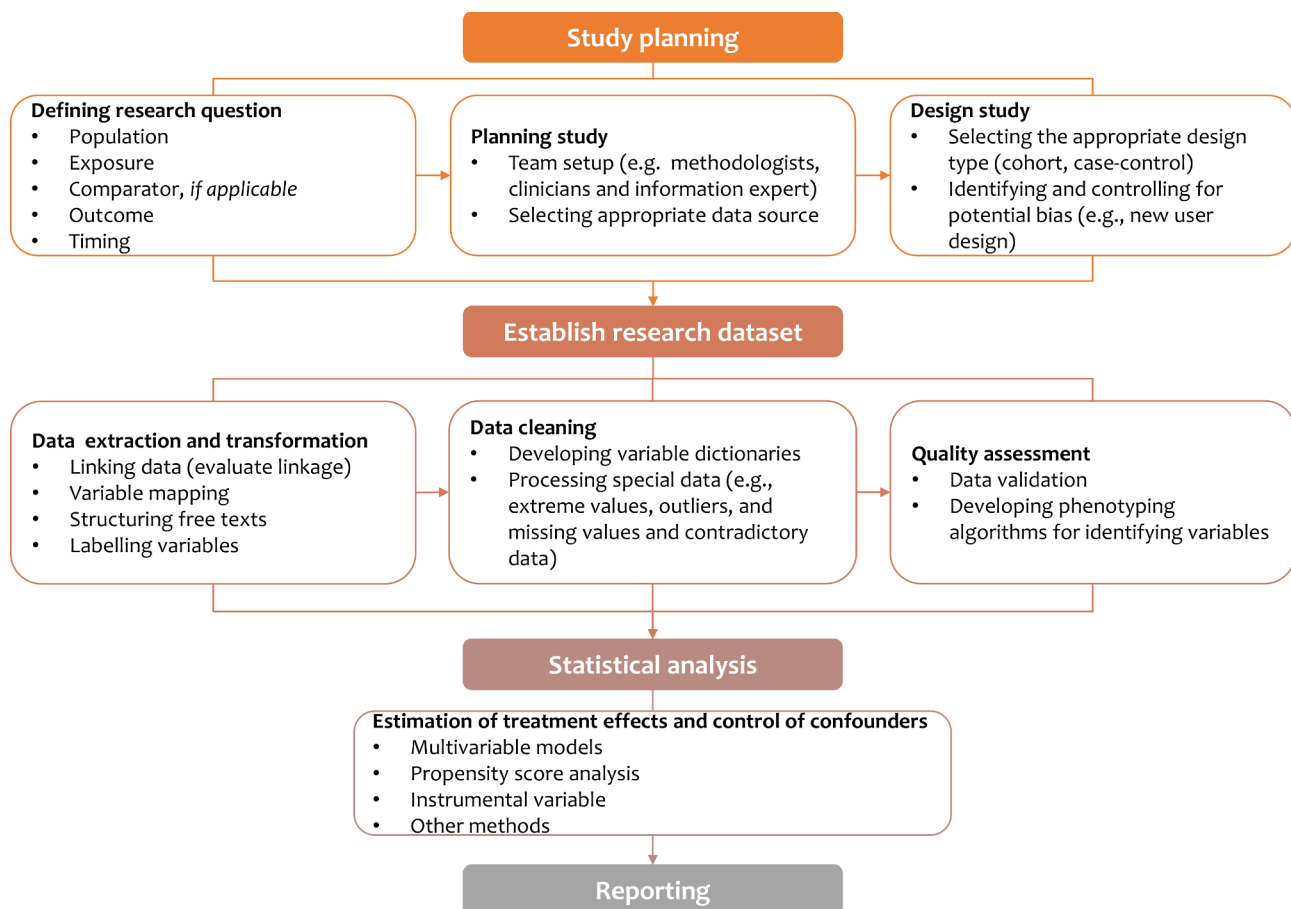 Study planning
Defining research question
• Population
• Exposure
• Comparator, if applicable
• Outcome
• Timing
Planning study
• Team setup (e.g. methodologists,
clinicians and information expert)
• Selecting appropriate data source
Design study
• Selecting the appropriate design
type (cohort, case-control)
• Identifying and controlling for
potential bias (e.g., new user
design)
Establish research dataset
Data extraction and transformation
• Linking data (evaluate linkage)
• Variable mapping
• Structuring free texts
• Labelling variables
Data cleaning
• Developing variable dictionaries
• Processing special data (e.g.,
extreme values, outliers, and
missing values and contradictory
data)
Quality assessment
• Data validation
• Developing phenotyping
algorithms for identifying variables
Statistical analysis
Estimation of treatment effects and control of confounders
• Multivariable models
• Propensity score analysis
• Instrumental variable
• Other methods
Reporting